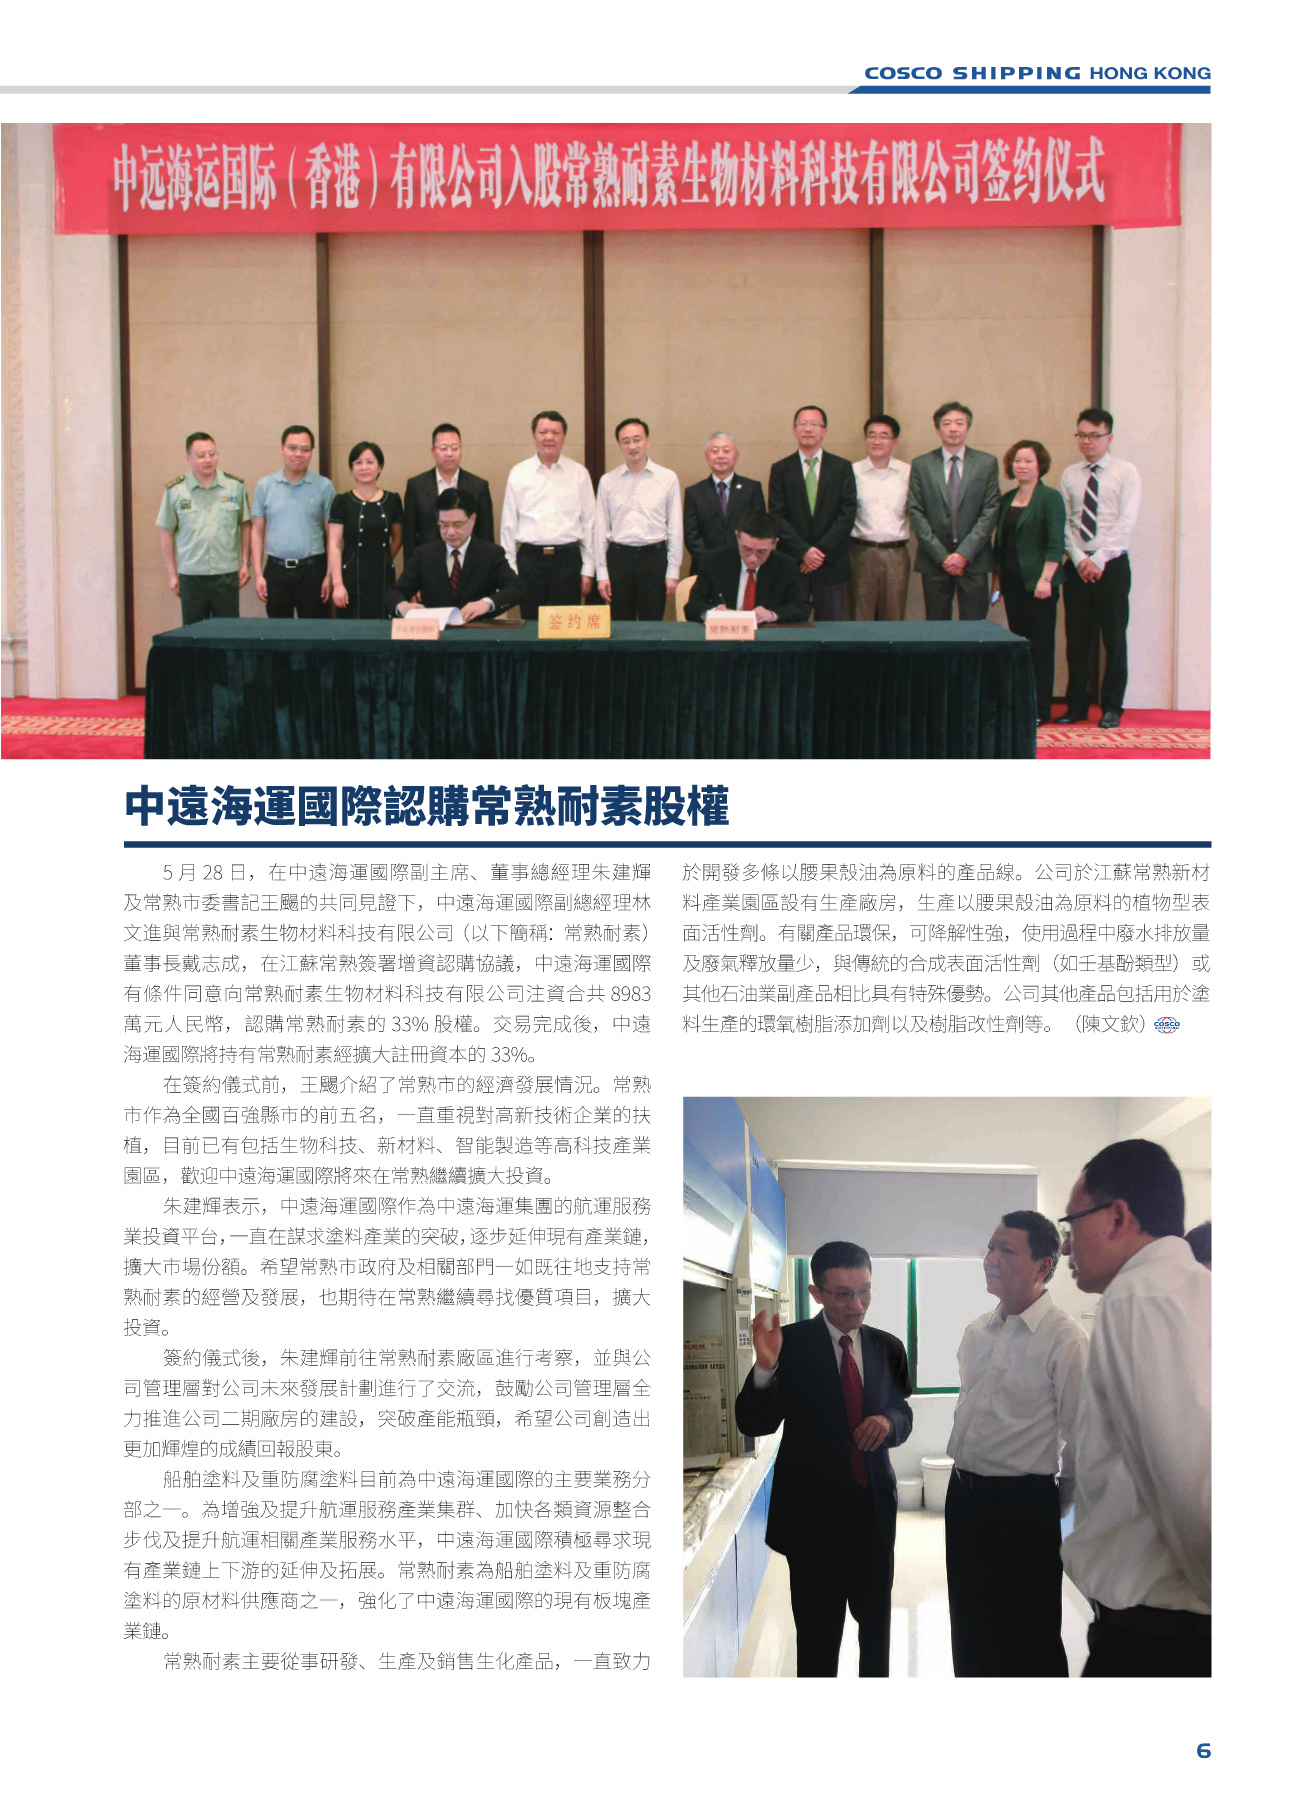 COSCO SHIPPING HONG KONG
中远海运国际（香港）有限公司入股常熟耐素生物材料科技有限公司签约仪式
签约席
常熟耐素
中遠海運國際認購常熟耐素股權
5 月 28 日，在中遠海運國際副主席、董事總經理朱建輝
及常熟市委書記王颺的共同見證下，中遠海運國際副總經理林
文進與常熟耐素生物材料科技有限公司（以下簡稱：常熟耐素）
董事長戴志成，在江蘇常熟簽署增資認購協議，中遠海運國際
有條件同意向常熟耐素生物材料科技有限公司注資合共 8983
萬元人民幣，認購常熟耐素的 33% 股權。交易完成後，中遠
海運國際將持有常熟耐素經擴大註冊資本的 33%。
在簽約儀式前，王颺介紹了常熟市的經濟發展情況。常熟
市作為全國百強縣市的前五名，一直重視對高新技術企業的扶
植，目前已有包括生物科技、新材料、智能製造等高科技產業
園區，歡迎中遠海運國際將來在常熟繼續擴大投資。
朱建輝表示，中遠海運國際作為中遠海運集團的航運服務
業投資平台，一直在謀求塗料產業的突破，逐步延伸現有產業鏈，
擴大市場份額。希望常熟市政府及相關部門一如既往地支持常
熟耐素的經營及發展，也期待在常熟繼續尋找優質項目，擴大
投資。
簽約儀式後，朱建輝前往常熟耐素廠區進行考察，並與公
司管理層對公司未來發展計劃進行了交流，鼓勵公司管理層全
力推進公司二期廠房的建設，突破產能瓶頸，希望公司創造出
更加輝煌的成績回報股東。
船舶塗料及重防腐塗料目前為中遠海運國際的主要業務分
部之一。為增強及提升航運服務產業集群、加快各類資源整合
步伐及提升航運相關產業服務水平，中遠海運國際積極尋求現
有產業鏈上下游的延伸及拓展。常熟耐素為船舶塗料及重防腐
塗料的原材料供應商之一，強化了中遠海運國際的現有板塊產
業鏈。
常熟耐素主要從事研發、生產及銷售生化產品，一直致力
於開發多條以腰果殼油為原料的產品線。公司於江蘇常熟新材
料產業園區設有生產廠房，生產以腰果殼油為原料的植物型表
面活性劑。有關產品環保，可降解性強，使用過程中廢水排放量
及廢氣釋放量少，與傳統的合成表面活性劑（如壬基酚類型）或
其他石油業副產品相比具有特殊優勢。公司其他產品包括用於塗
料生產的環氧樹脂添加劑以及樹脂改性劑等。（陳文欽）
6